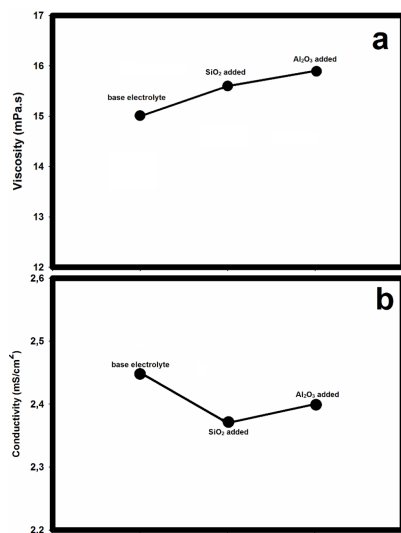 17
a
Al₂O₃ added
16
SiO₂ added
base electrolyte
15
Viscosity (mPa.s)
14
13
12
2,6
b
2,5
base electrolyte
Conductivity (mS/cm²)
Al₂O₃ added
2,4
SiO₂ added
2,3
2.2